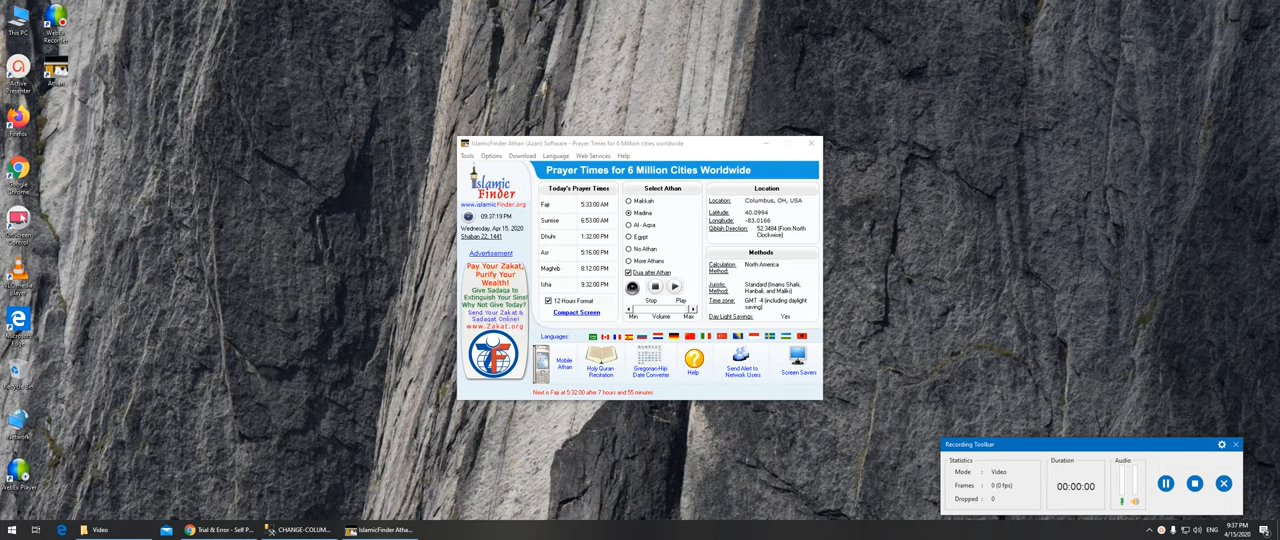 This PC
WebEx
Recorder
Active
Presenter
Athan
Firefox
Google
Chrome
OnScreen
Control
VLC media
player
Microsoft
Edge
Network
WebEx Player
IslamicFinder Athan (Azan) Software - Prayer Times for 6 Million cities worldwide
Tools Options Download Language Web Services Help
Islamic
Finder
www.islamicFinder.org
09:37:19 PM
Wednesday, Apr 15, 2020
Shaban 22, 1441
Advertisement
Pay Your Zakat,
Purify Your
Wealth!
Give Sadaqa to
Extinguish Your Sins!
Why Not Give Today?
Send Your Zakat &
Sadaqat Online!
www.Zakat.org
Prayer Times for 6 Million Cities Worldwide
Today's Prayer Times
Fajr 5:33:00 AM
Sunrise 6:53:00 AM
Dhuhr 1:32:00 PM
Asr 5:16:00 PM
Maghrib 8:12:00 PM
Isha 9:32:00 PM
12 Hours Format
Compact Screen
Select Athan
Makkah
Madina
Al - Aqsa
Egypt
No Athan
More Athans
Dua after Athan
Stop Play
Min Volume Max
Location
Location: Columbus, OH, USA
Latitude: 40.0994
Longitude: -83.0166
Qiblah Direction: 52.3484 (From North
Clockwise)
Methods
Calculation
Method: North America
Juristic
Method: Standard (Imams Shafii,
Hanbali, and Maliki)
Time zone: GMT -4 (including daylight
saving)
Day Light Savings: Yes
Languages:
Mobile
Athan
Holy Quran
Recitation
Gregorian-Hijri
Date Converter
Help
Send Alert to
Network Users
Screen Savers
Next is Fajr at 5:32:00 after 7 hours and 55 minutes
Recording Toolbar
Statistics
Mode : Video
Frames : 0 (0 fps)
Dropped : 0
Duration
00:00:00
Audio
Video
Trial & Error - Self P...
CHANGE-COLUM...
IslamicFinder Atha...
ENG
9:37 PM
4/15/2020
2